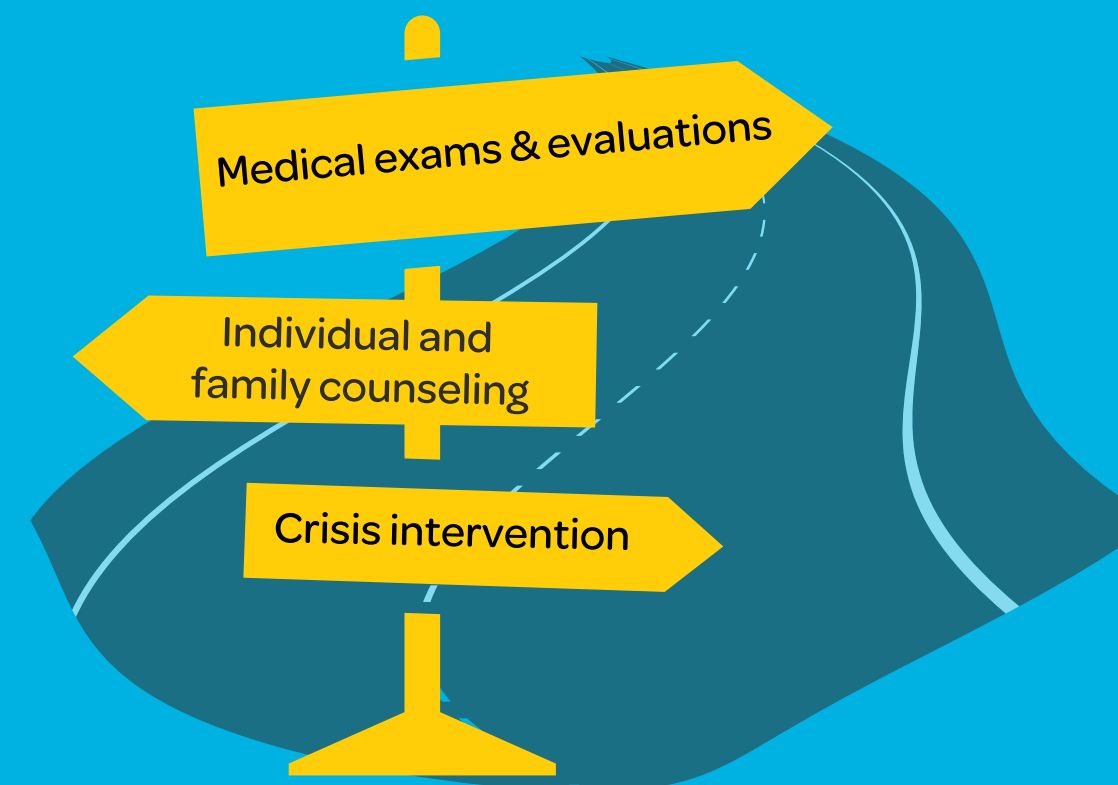 Medical exams & evaluations
Individual and
family counseling
Crisis intervention